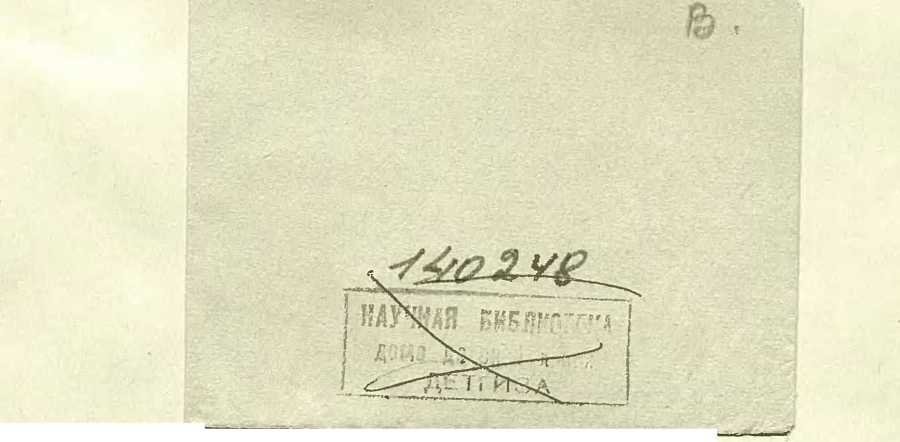 В.
140248
НАУЧНАЯ БИБЛИОТЕКА
ДЕТГИЗА